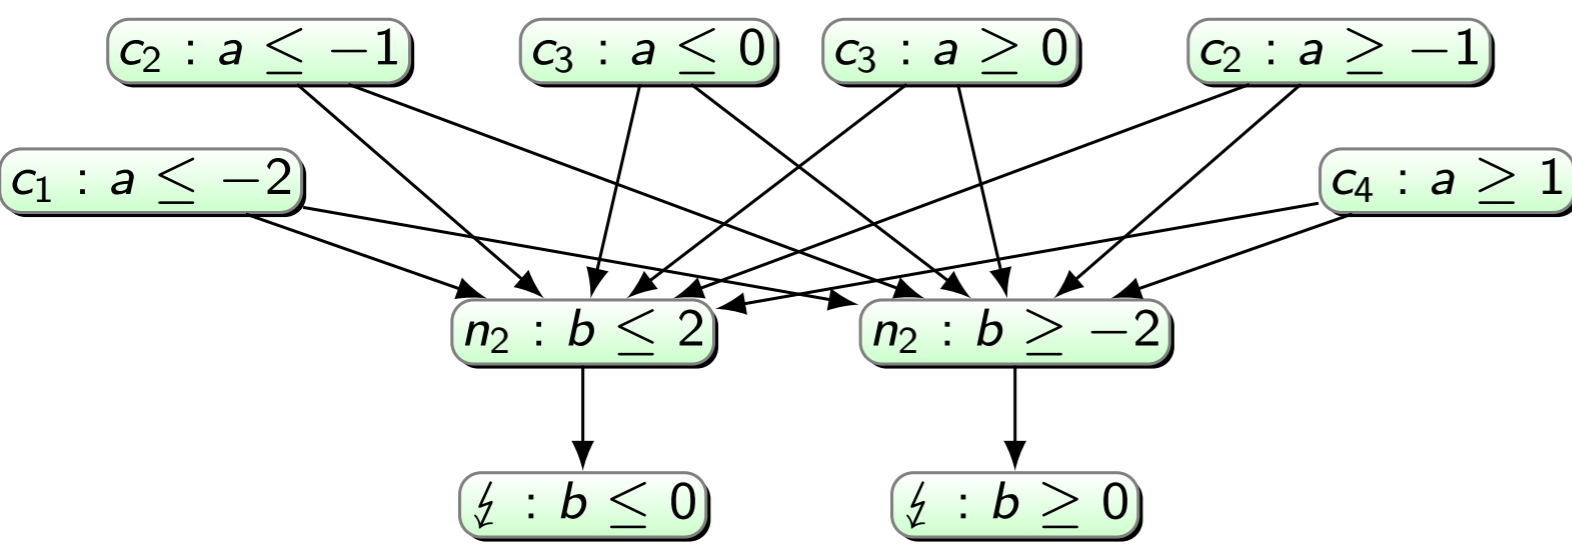 c₂ : a ≤ −1
c₃ : a ≤ 0
c₃ : a ≥ 0
c₂ : a ≥ −1
c₁ : a ≤ −2
c₄ : a ≥ 1
n₂ : b ≤ 2
n₂ : b ≥ −2
↯ : b ≤ 0
↯ : b ≥ 0